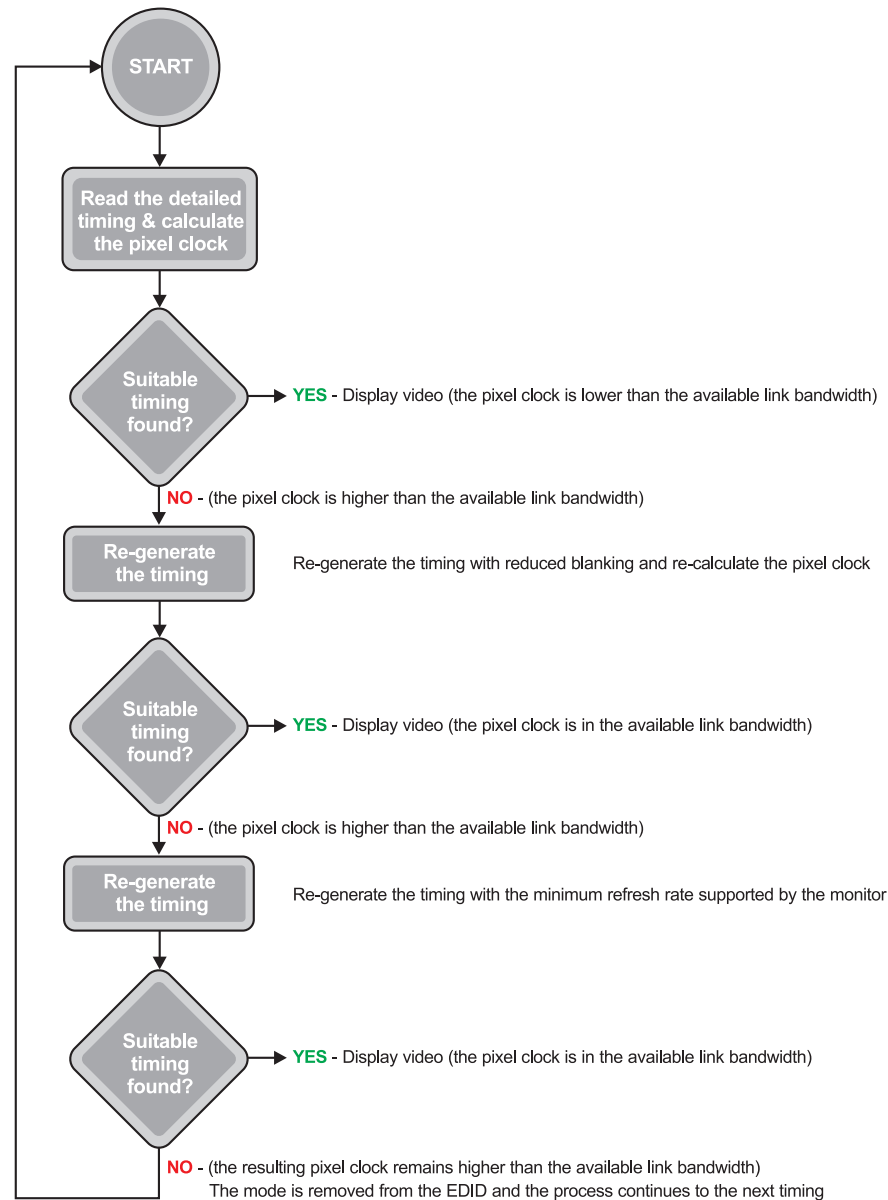 START
Read the detailed
timing & calculate
the pixel clock
Suitable
timing
found?
YES - Display video (the pixel clock is lower than the available link bandwidth)
NO - (the pixel clock is higher than the available link bandwidth)
Re-generate
the timing
Re-generate the timing with reduced blanking and re-calculate the pixel clock
Suitable
timing
found?
YES - Display video (the pixel clock is in the available link bandwidth)
NO - (the pixel clock is higher than the available link bandwidth)
Re-generate
the timing
Re-generate the timing with the minimum refresh rate supported by the monitor
Suitable
timing
found?
YES - Display video (the pixel clock is in the available link bandwidth)
NO - (the resulting pixel clock remains higher than the available link bandwidth)
The mode is removed from the EDID and the process continues to the next timing